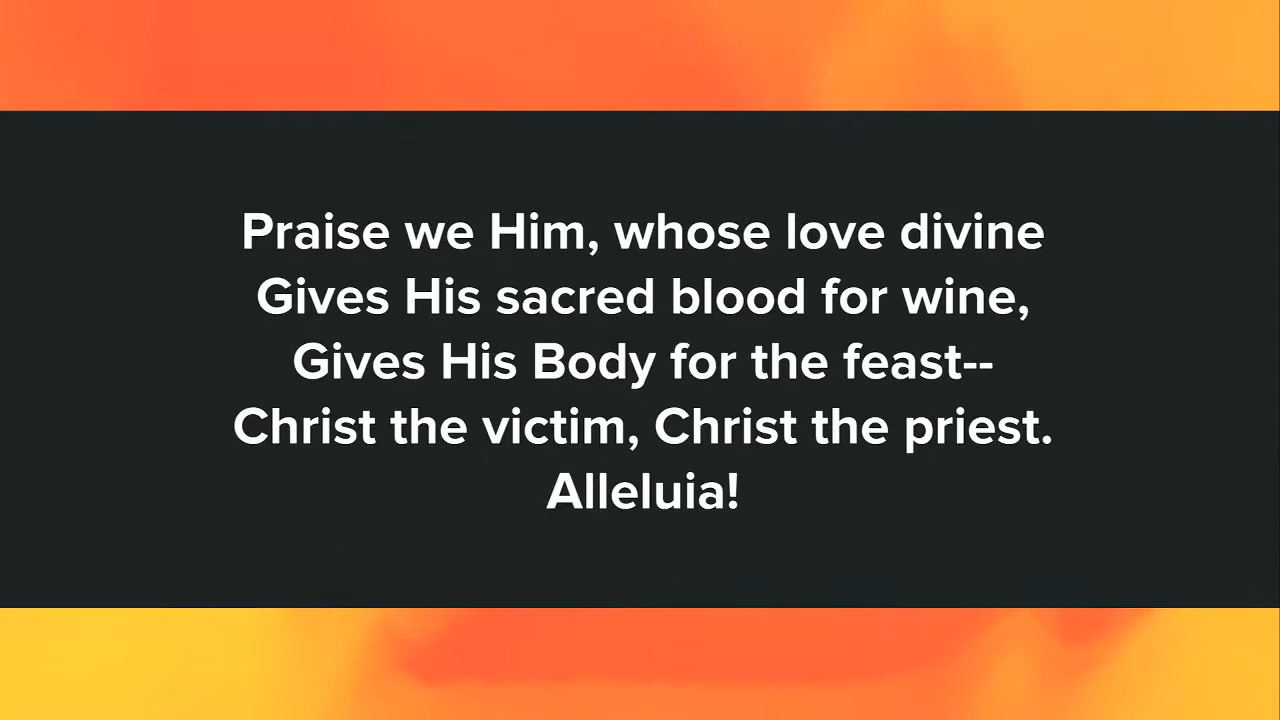 Praise we Him, whose love divine
Gives His sacred blood for wine,
Gives His Body for the feast--
Christ the victim, Christ the priest.
Alleluia!